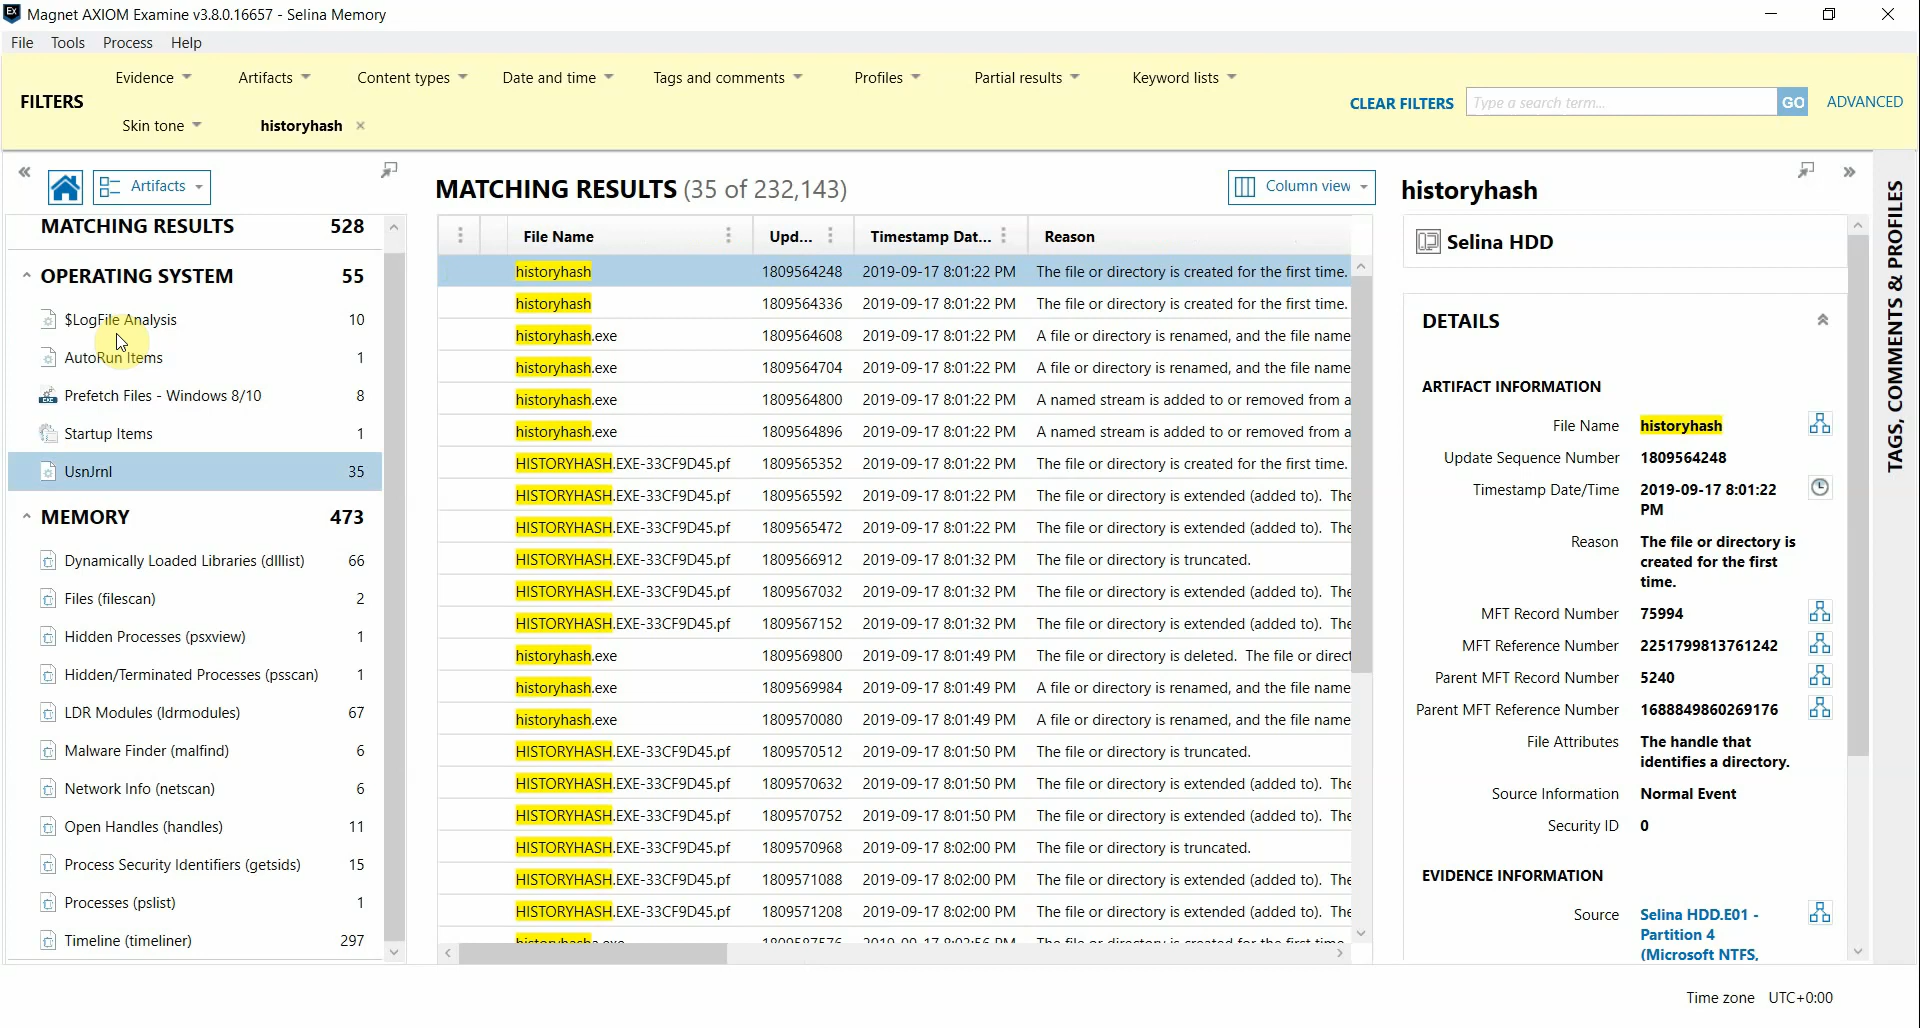 Magnet AXIOM Examine v3.8.0.16657 - Selina Memory
File Tools Process Help
FILTERS
Evidence Artifacts Content types Date and time Tags and comments Profiles Partial results Keyword lists
Skin tone historyhash ×
CLEAR FILTERS Type a search term... GO ADVANCED
Artifacts
MATCHING RESULTS 528
OPERATING SYSTEM 55
$LogFile Analysis 10
AutoRun Items 1
Prefetch Files - Windows 8/10 8
Startup Items 1
UsnJrnl 35
MEMORY 473
Dynamically Loaded Libraries (dlllist) 66
Files (filescan) 2
Hidden Processes (psxview) 1
Hidden/Terminated Processes (psscan) 1
LDR Modules (ldrmodules) 67
Malware Finder (malfind) 6
Network Info (netscan) 6
Open Handles (handles) 11
Process Security Identifiers (getsids) 15
Processes (pslist) 1
Timeline (timeliner) 297
MATCHING RESULTS (35 of 232,143)
Column view
File Name Upd... Timestamp Dat... Reason
historyhash 1809564248 2019-09-17 8:01:22 PM The file or directory is created for the first time.
historyhash 1809564336 2019-09-17 8:01:22 PM The file or directory is created for the first time.
historyhash.exe 1809564608 2019-09-17 8:01:22 PM A file or directory is renamed, and the file name
historyhash.exe 1809564704 2019-09-17 8:01:22 PM A file or directory is renamed, and the file name
historyhash.exe 1809564800 2019-09-17 8:01:22 PM A named stream is added to or removed from a
historyhash.exe 1809564896 2019-09-17 8:01:22 PM A named stream is added to or removed from a
HISTORYHASH.EXE-33CF9D45.pf 1809565352 2019-09-17 8:01:22 PM The file or directory is created for the first time.
HISTORYHASH.EXE-33CF9D45.pf 1809565592 2019-09-17 8:01:22 PM The file or directory is extended (added to). The
HISTORYHASH.EXE-33CF9D45.pf 1809565472 2019-09-17 8:01:22 PM The file or directory is extended (added to). The
HISTORYHASH.EXE-33CF9D45.pf 1809566912 2019-09-17 8:01:32 PM The file or directory is truncated.
HISTORYHASH.EXE-33CF9D45.pf 1809567032 2019-09-17 8:01:32 PM The file or directory is extended (added to). The
HISTORYHASH.EXE-33CF9D45.pf 1809567152 2019-09-17 8:01:32 PM The file or directory is extended (added to). The
historyhash.exe 1809569800 2019-09-17 8:01:49 PM The file or directory is deleted. The file or direct
historyhash.exe 1809569984 2019-09-17 8:01:49 PM A file or directory is renamed, and the file name
historyhash.exe 1809570080 2019-09-17 8:01:49 PM A file or directory is renamed, and the file name
HISTORYHASH.EXE-33CF9D45.pf 1809570512 2019-09-17 8:01:50 PM The file or directory is truncated.
HISTORYHASH.EXE-33CF9D45.pf 1809570632 2019-09-17 8:01:50 PM The file or directory is extended (added to). The
HISTORYHASH.EXE-33CF9D45.pf 1809570752 2019-09-17 8:01:50 PM The file or directory is extended (added to). The
HISTORYHASH.EXE-33CF9D45.pf 1809570968 2019-09-17 8:02:00 PM The file or directory is truncated.
HISTORYHASH.EXE-33CF9D45.pf 1809571088 2019-09-17 8:02:00 PM The file or directory is extended (added to). The
HISTORYHASH.EXE-33CF9D45.pf 1809571208 2019-09-17 8:02:00 PM The file or directory is extended (added to). The
historyhash
Selina HDD
DETAILS
ARTIFACT INFORMATION
File Name historyhash
Update Sequence Number 1809564248
Timestamp Date/Time 2019-09-17 8:01:22
PM
Reason The file or directory is
created for the first
time.
MFT Record Number 75994
MFT Reference Number 22517998137612​42
Parent MFT Record Number 5240
Parent MFT Reference Number 1688849860269176
File Attributes The handle that
identifies a directory.
Source Information Normal Event
Security ID 0
EVIDENCE INFORMATION
Source Selina HDD.E01 -
Partition 4
(Microsoft NTFS,
TAGS, COMMENTS & PROFILES
Time zone UTC+0:00